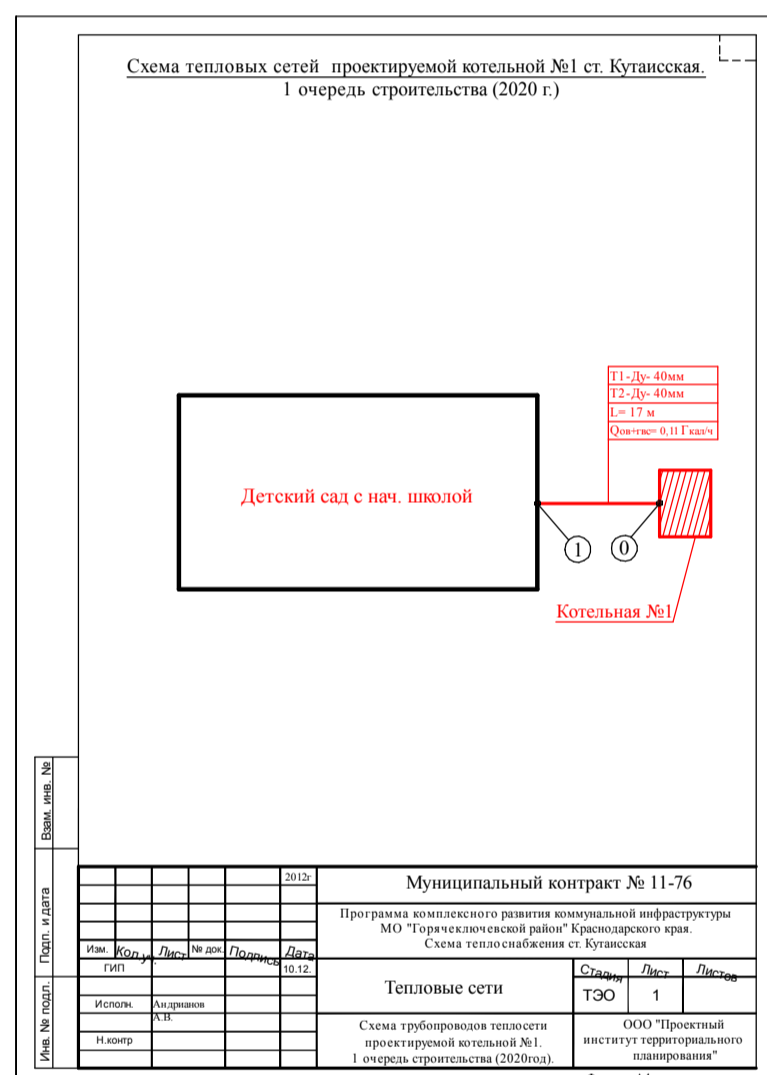 Схема тепловых сетей проектируемой котельной №1 ст. Кутаисская.
1 очередь строительства (2020 г.)
Т1-Ду- 40мм
Т2-Ду- 40мм
L= 17 м
Qов+гвс= 0,11 Гкал/ч
Детский сад с нач. школой
1
0
Котельная №1
Взам. инв. №
Подп. и дата
Инв. № подл.
2012г
Муниципальный контракт № 11-76
Программа комплексного развития коммунальной инфраструктуры
МО "Горячеключевской район" Краснодарского края.
Схема теплоснабжения ст. Кутаисская
Изм. Кол.уч. Лист № док. Подпись Дата
ГИП 10.12.
Тепловые сети
Стадия Лист Листов
ТЭО 1
Исполн. Андрианов
А.В.
Н.контр
Схема трубопроводов теплосети
проектируемой котельной №1.
1 очередь строительства (2020год).
ООО "Проектный
институт территориального
планирования"